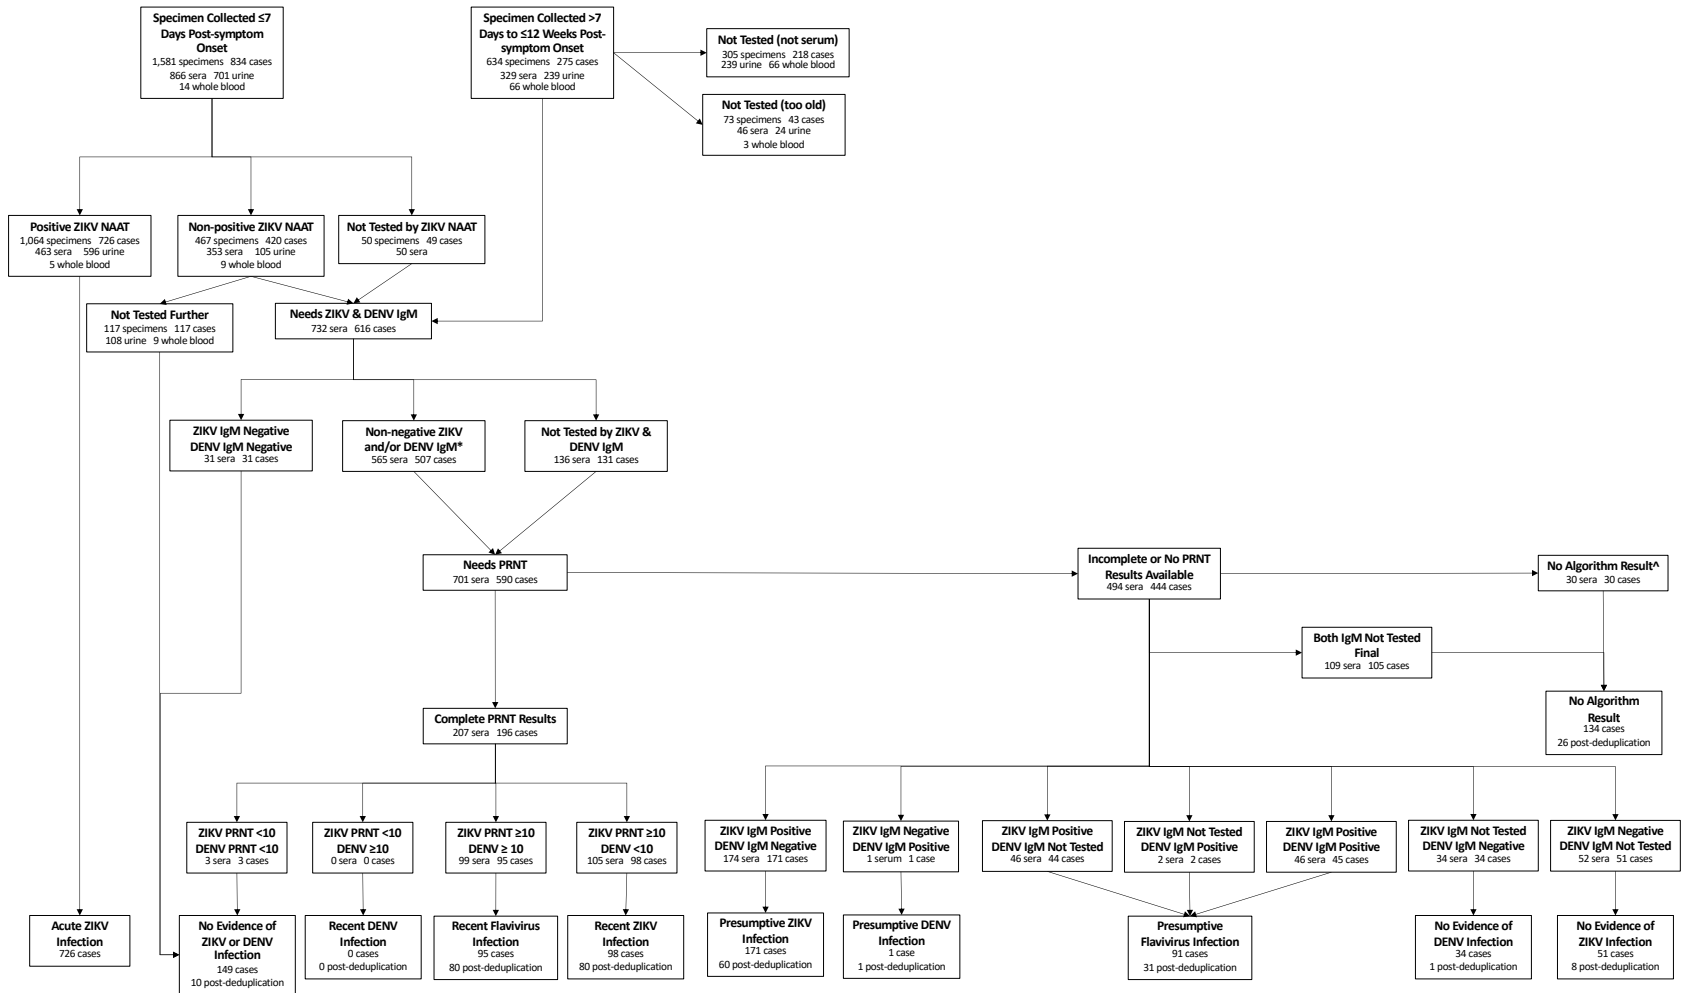 Specimen Collected ≤7
Days Post-symptom
Onset
1,581 specimens 834 cases
866 sera 701 urine
14 whole blood
Specimen Collected >7
Days to ≤12 Weeks Post-
symptom Onset
634 specimens 275 cases
329 sera 239 urine
66 whole blood
Not Tested (not serum)
305 specimens 218 cases
239 urine 66 whole blood
Not Tested (too old)
73 specimens 43 cases
46 sera 24 urine
3 whole blood
Positive ZIKV NAAT
1,064 specimens 726 cases
463 sera 596 urine
5 whole blood
Non-positive ZIKV NAAT
467 specimens 420 cases
353 sera 105 urine
9 whole blood
Not Tested by ZIKV NAAT
50 specimens 49 cases
50 sera
Not Tested Further
117 specimens 117 cases
108 urine 9 whole blood
Needs ZIKV & DENV IgM
732 sera 616 cases
ZIKV IgM Negative
DENV IgM Negative
31 sera 31 cases
Non-negative ZIKV
and/or DENV IgM*
565 sera 507 cases
Not Tested by ZIKV &
DENV IgM
136 sera 131 cases
Needs PRNT
701 sera 590 cases
Incomplete or No PRNT
Results Available
494 sera 444 cases
No Algorithm Result^
30 sera 30 cases
Both IgM Not Tested
Final
109 sera 105 cases
No Algorithm
Result
134 cases
26 post-deduplication
Complete PRNT Results
207 sera 196 cases
ZIKV PRNT <10
DENV PRNT <10
3 sera 3 cases
ZIKV PRNT <10
DENV ≥10
0 sera 0 cases
ZIKV PRNT ≥10
DENV ≥ 10
99 sera 95 cases
ZIKV PRNT ≥10
DENV <10
105 sera 98 cases
ZIKV IgM Positive
DENV IgM Negative
174 sera 171 cases
ZIKV IgM Negative
DENV IgM Positive
1 serum 1 case
ZIKV IgM Positive
DENV IgM Not Tested
46 sera 44 cases
ZIKV IgM Not Tested
DENV IgM Positive
2 sera 2 cases
ZIKV IgM Positive
DENV IgM Positive
46 sera 45 cases
ZIKV IgM Not Tested
DENV IgM Negative
34 sera 34 cases
ZIKV IgM Negative
DENV IgM Not Tested
52 sera 51 cases
Acute ZIKV
Infection
726 cases
No Evidence of
ZIKV or DENV
Infection
149 cases
10 post-deduplication
Recent DENV
Infection
0 cases
0 post-deduplication
Recent Flavivirus
Infection
95 cases
80 post-deduplication
Recent ZIKV
Infection
98 cases
80 post-deduplication
Presumptive ZIKV
Infection
171 cases
60 post-deduplication
Presumptive DENV
Infection
1 case
1 post-deduplication
Presumptive
Flavivirus Infection
91 cases
31 post-deduplication
No Evidence of
DENV Infection
34 cases
1 post-deduplication
No Evidence of
ZIKV Infection
51 cases
8 post-deduplication